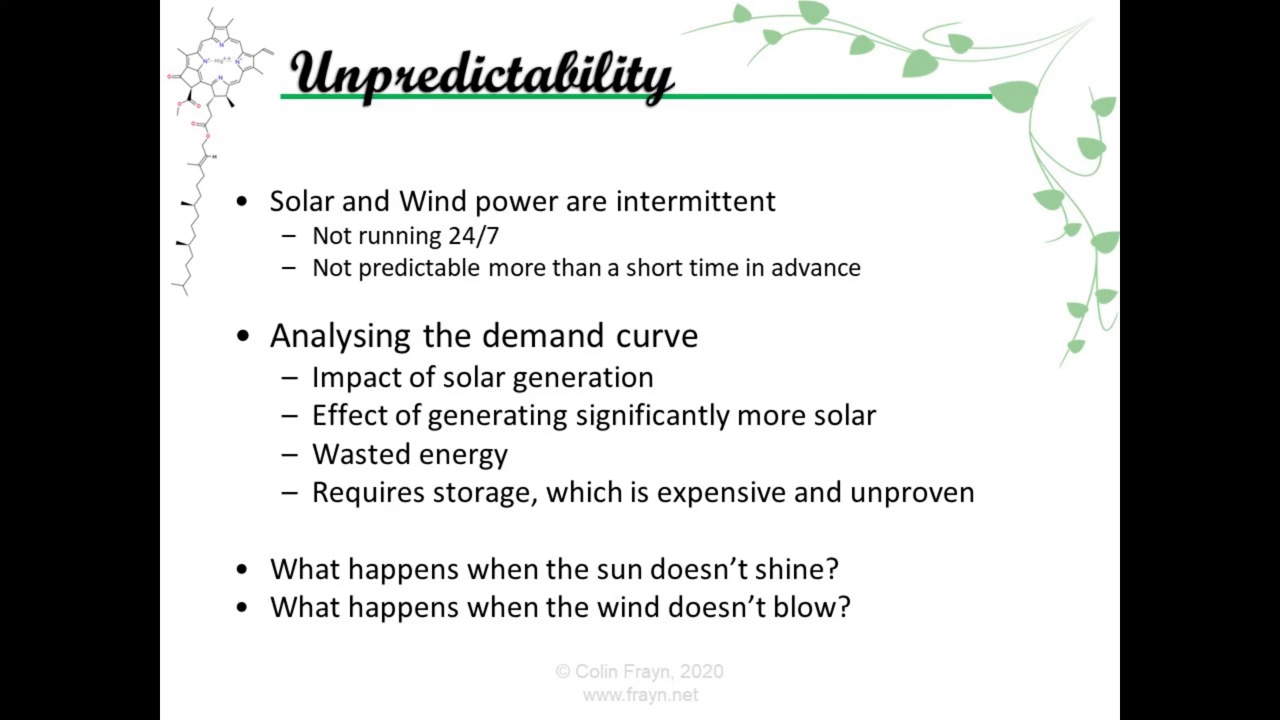 Unpredictability
• Solar and Wind power are intermittent
– Not running 24/7
– Not predictable more than a short time in advance
• Analysing the demand curve
– Impact of solar generation
– Effect of generating significantly more solar
– Wasted energy
– Requires storage, which is expensive and unproven
• What happens when the sun doesn’t shine?
• What happens when the wind doesn’t blow?
© Colin Frayn, 2020
www.frayn.net